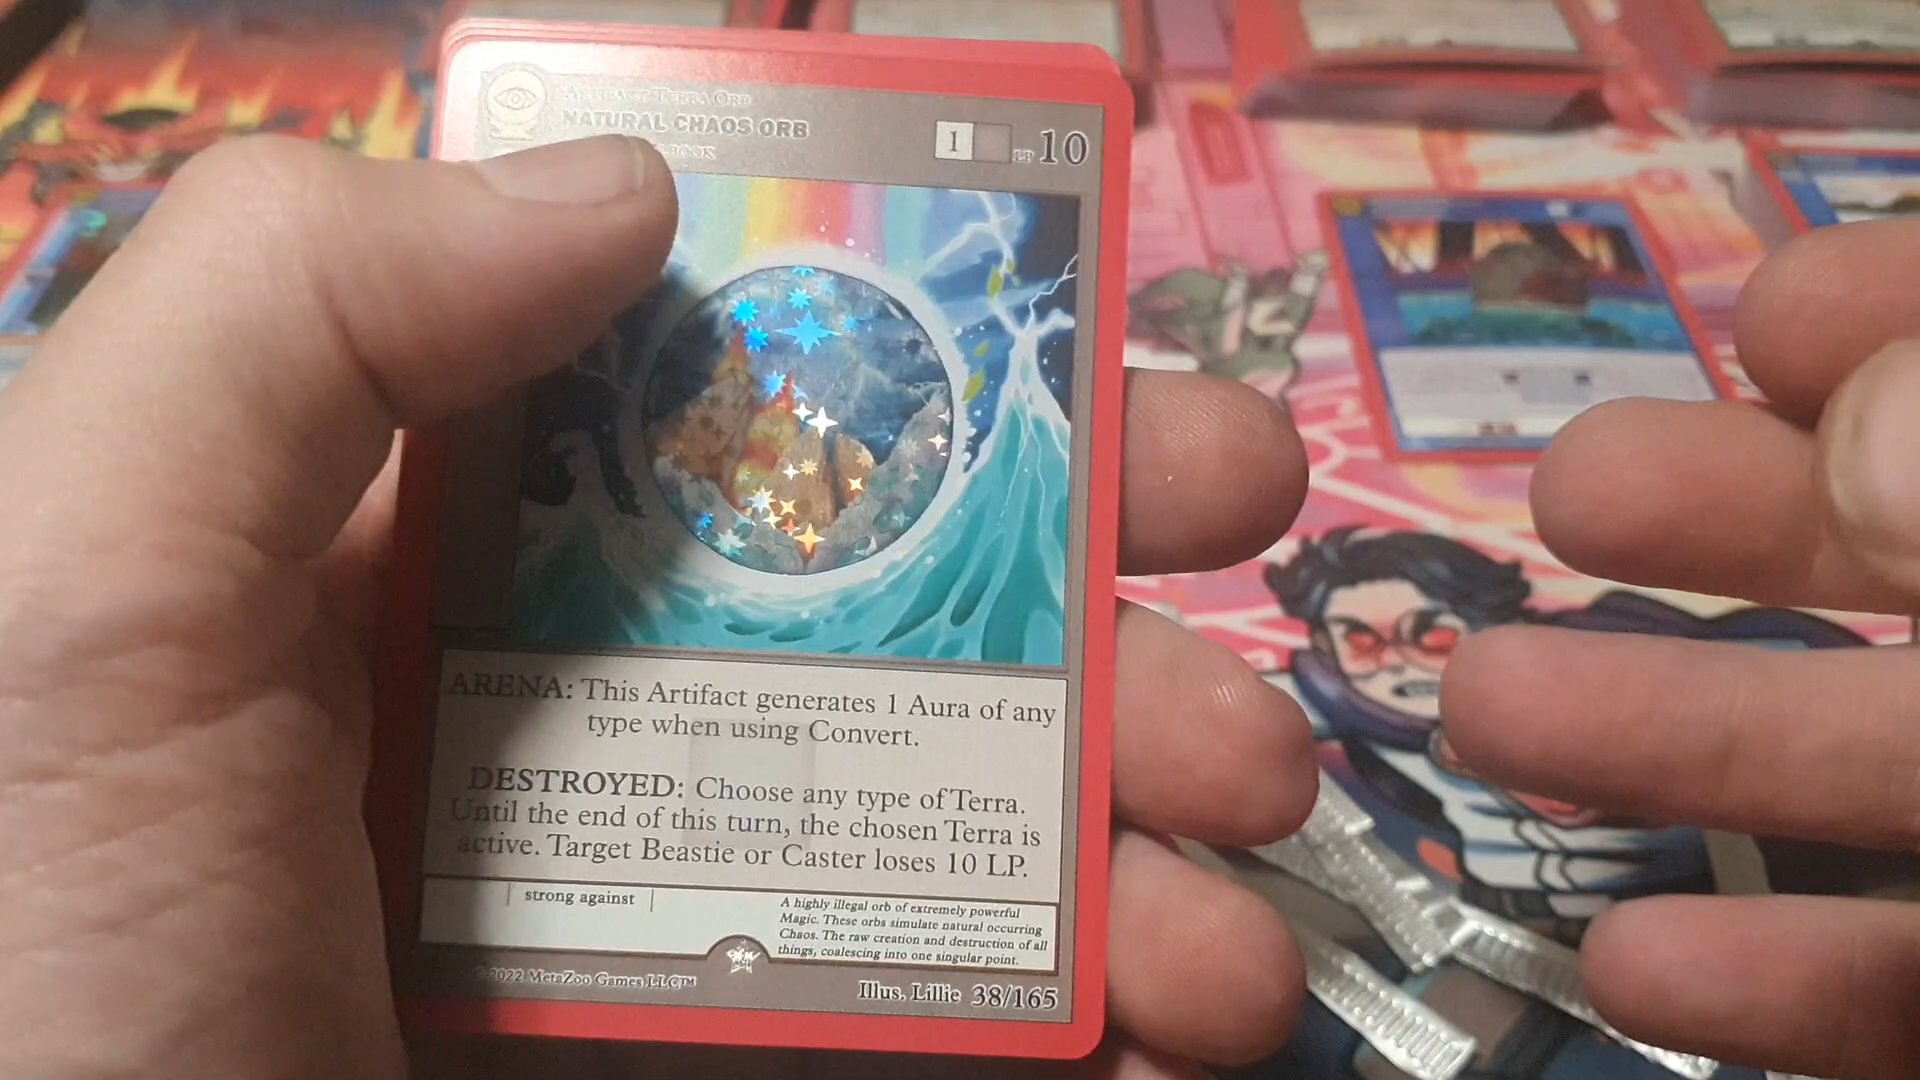 ARTIFACT TERRA ORB
NATURAL CHAOS ORB
1
LP 10
ARENA: This Artifact generates 1 Aura of any
type when using Convert.
DESTROYED: Choose any type of Terra.
Until the end of this turn, the chosen Terra is
active. Target Beastie or Caster loses 10 LP.
strong against
A highly illegal orb of extremely powerful
Magic. These orbs simulate natural occurring
Chaos. The raw creation and destruction of all
things, coalescing into one singular point.
© 2022 MetaZoo Games LLC™
Illus. Lillie 38/165